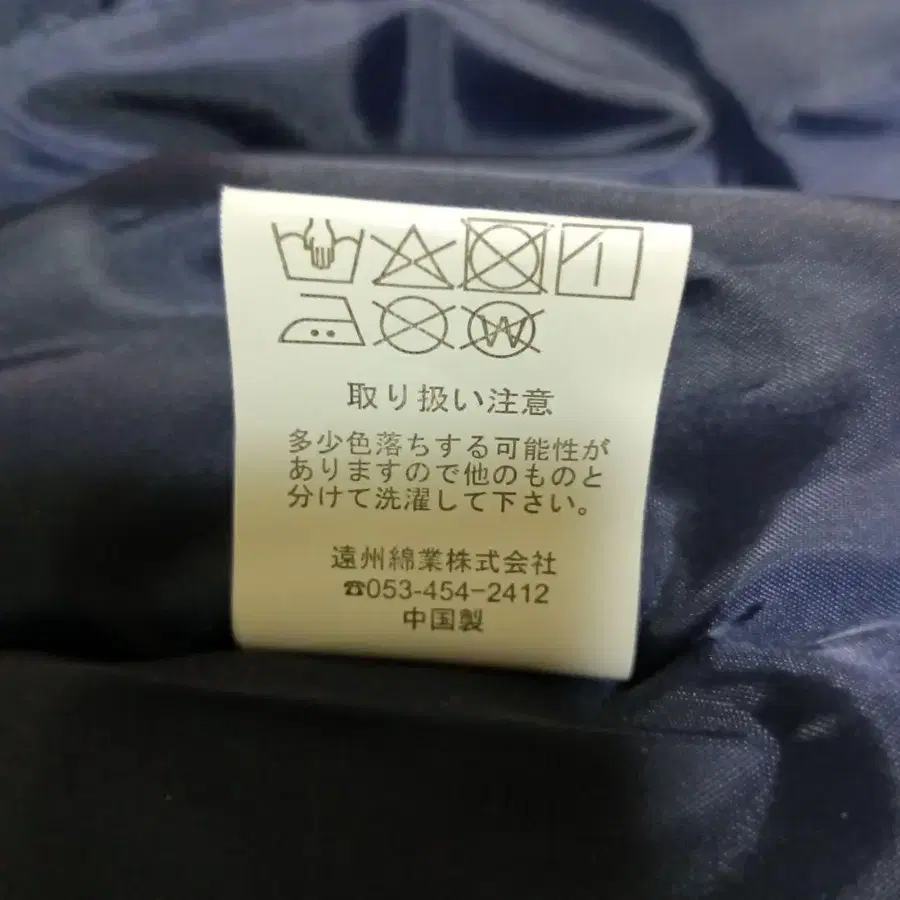 W
取り扱い注意
多少色落ちする可能性が
ありますので他のものと
分けて洗濯して下さい。
遠州綿業株式会社
☎053-454-2412
中国製